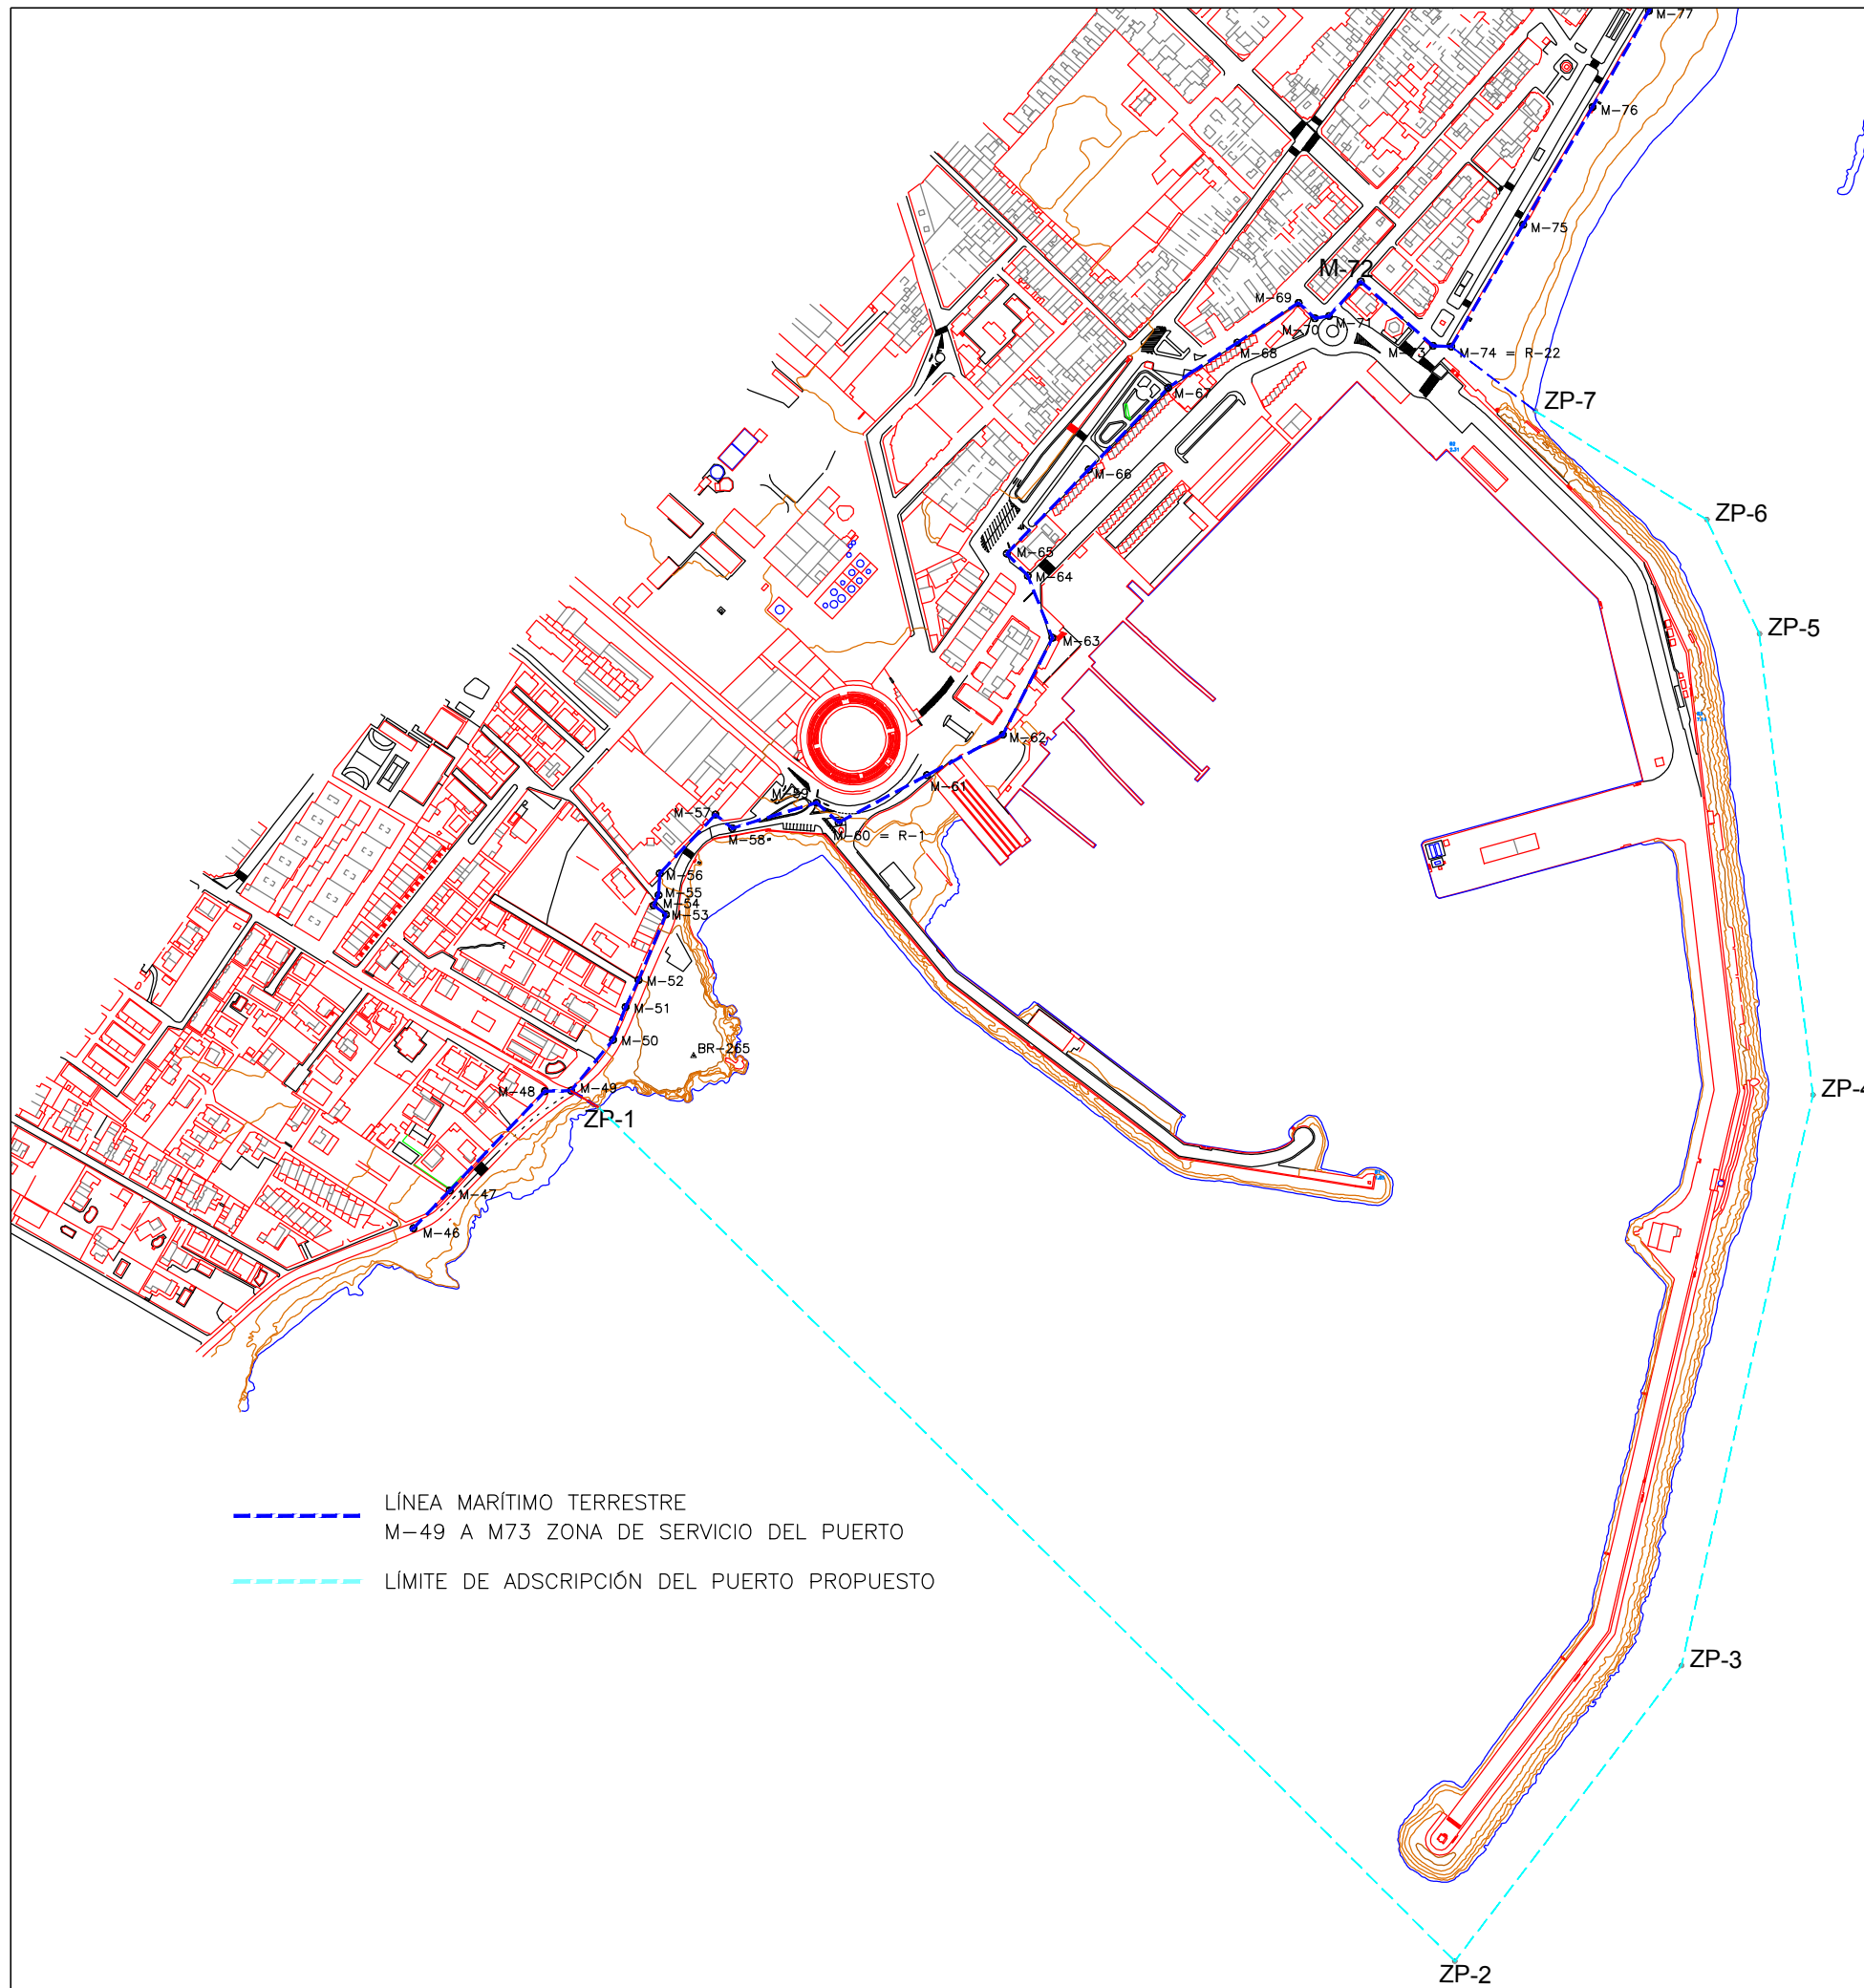 M-77
M-76
M-75
M-72
M-69
M-70
M-71
M-68
M-73
M-74 = R-22
M-67
ZP-7
M-66
ZP-6
M-65
M-64
ZP-5
M-63
M-62
M-61
M-59
M-57
M-58
M-60 = R-1
M-56
M-55
M-54
M-53
M-52
M-51
M-50
BR-265
M-48
M-49
ZP-4
ZP-1
M-47
M-46
LÍNEA MARÍTIMO TERRESTRE
M-49 A M73 ZONA DE SERVICIO DEL PUERTO
LÍMITE DE ADSCRIPCIÓN DEL PUERTO PROPUESTO
ZP-3
ZP-2